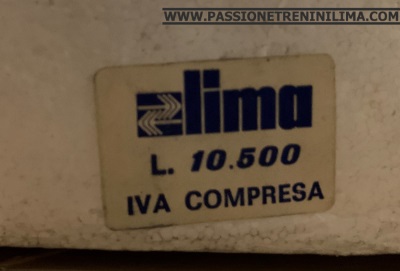 WWW.PASSIONETRENINILIMA.COM
lima
L. 10.500
IVA COMPRESA